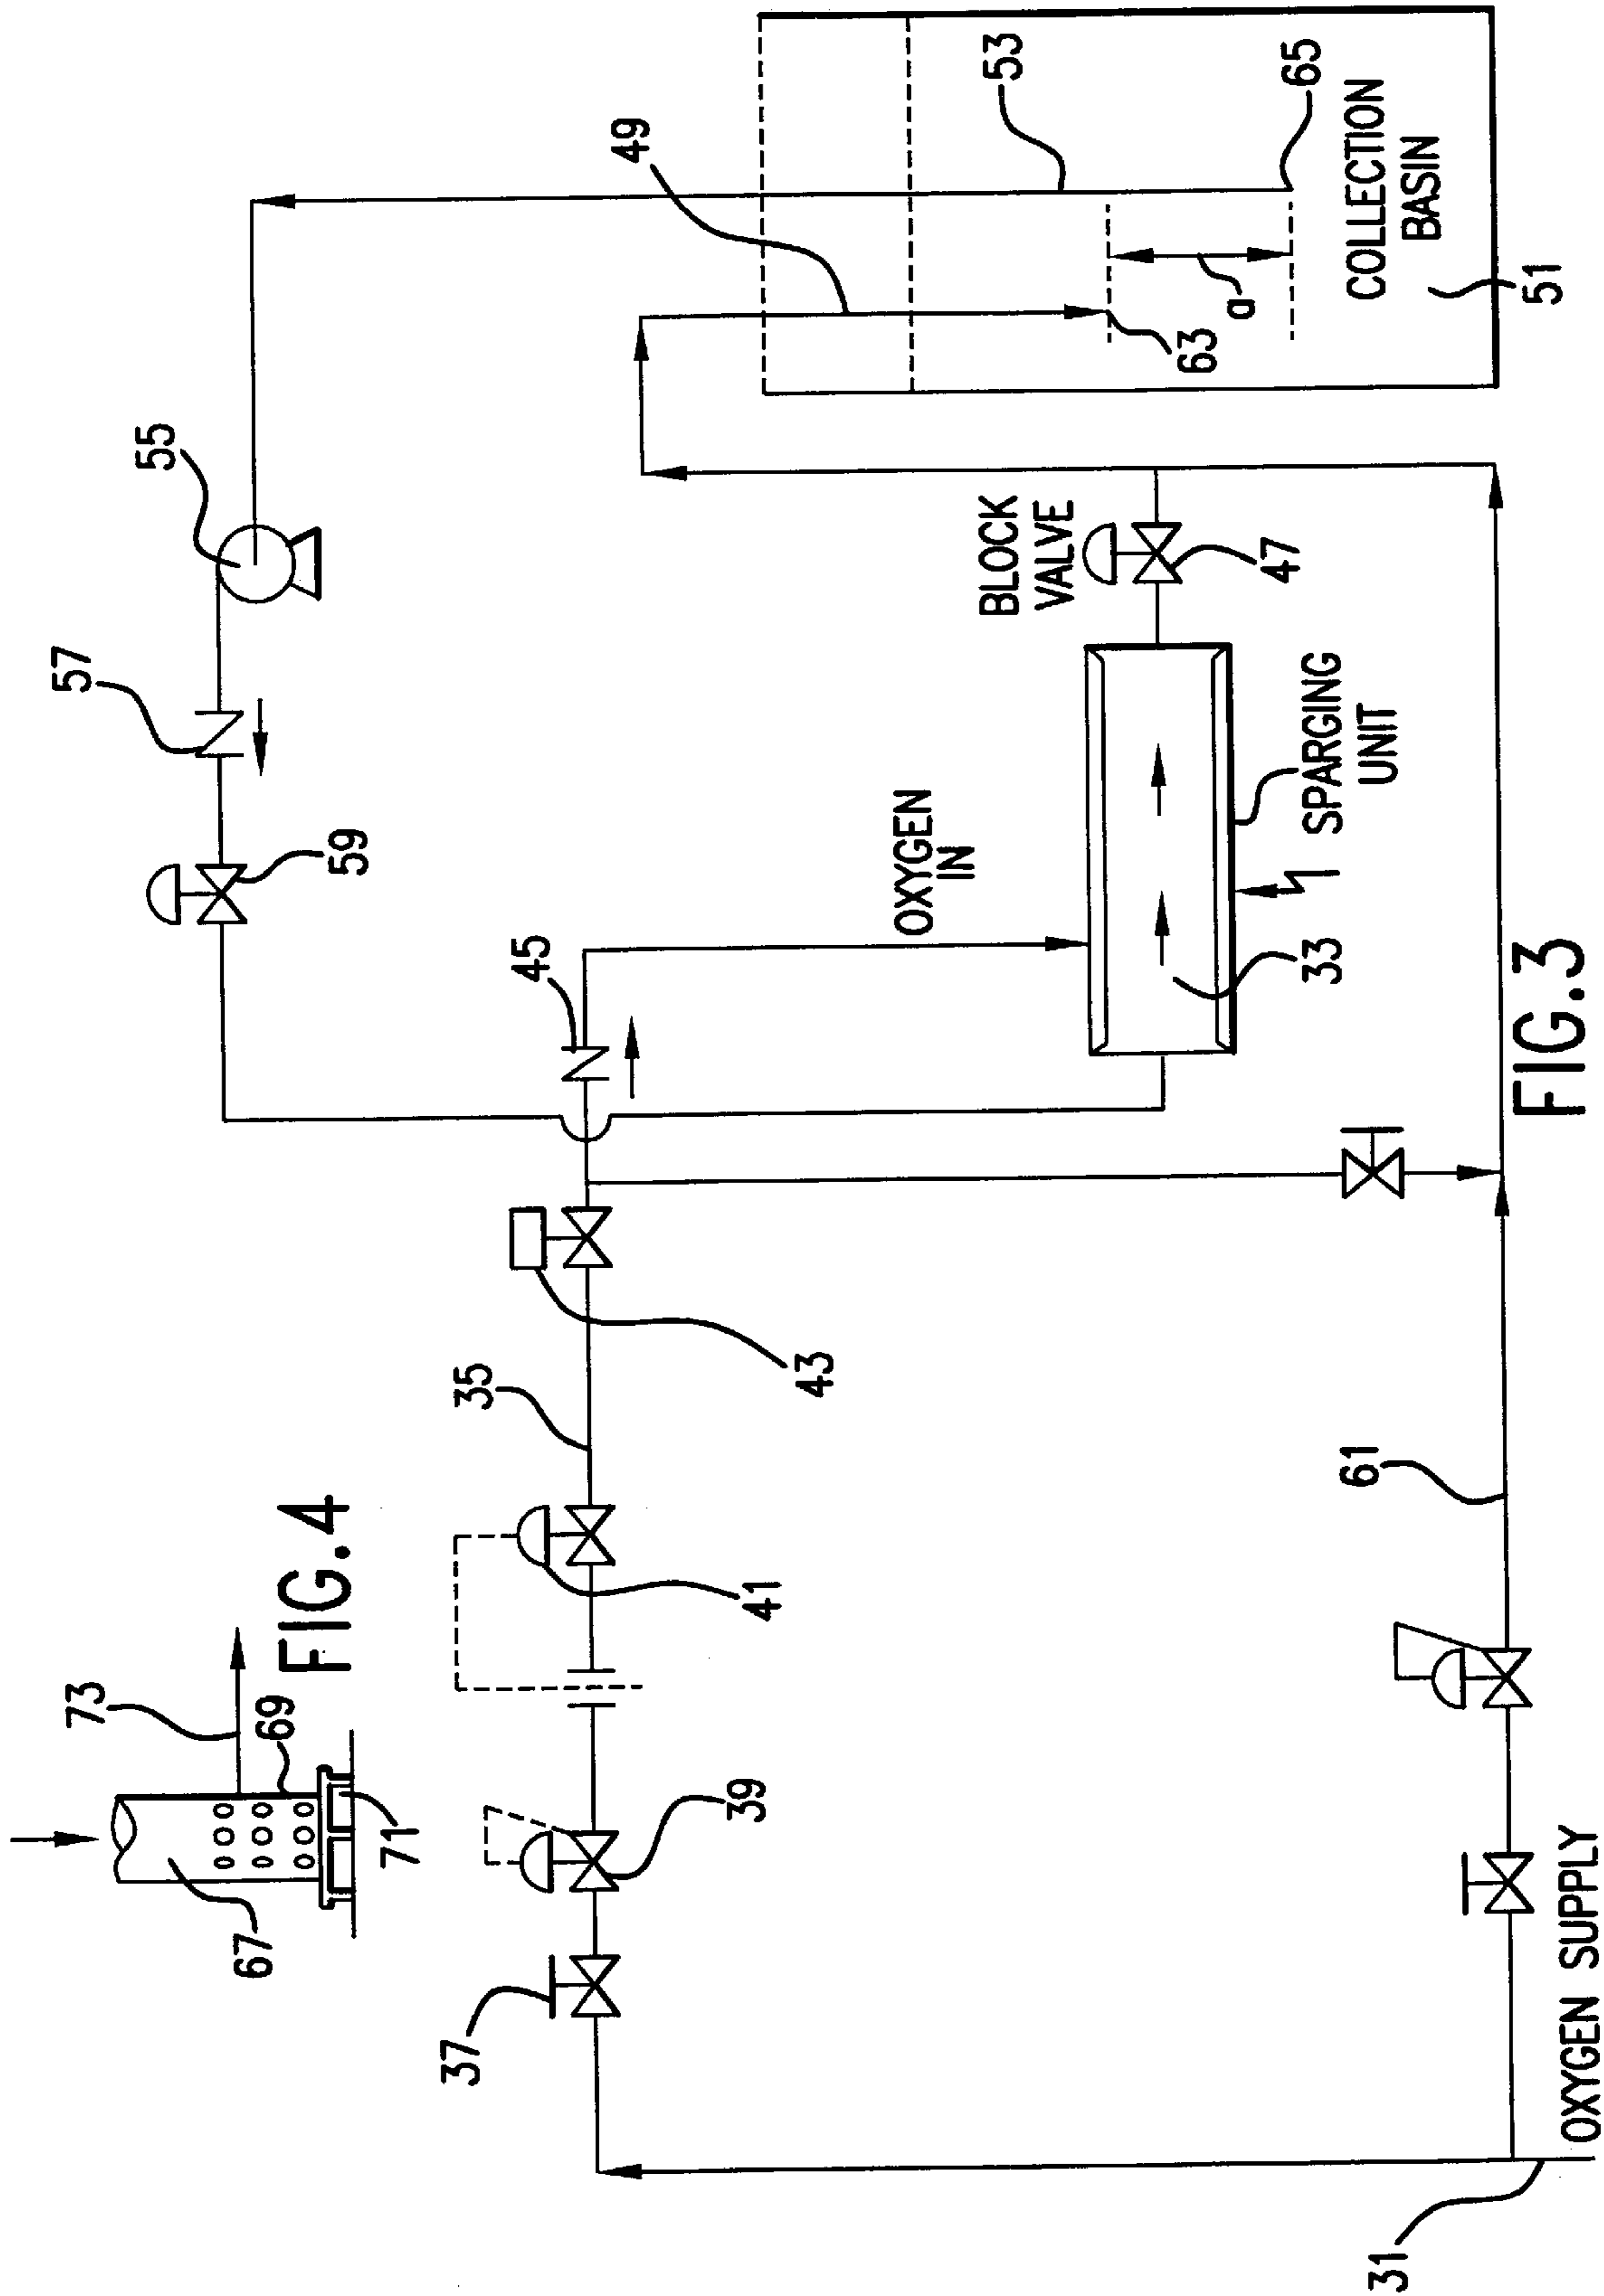 FIG.4
73
69
67
71
57
55
59
49
53
65
63
a
COLLECTION
BASIN
51
45
OXYGEN
IN
BLOCK
VALVE
47
SPARGING
UNIT
33
35
43
41
39
37
61
31
OXYGEN SUPPLY
FIG.3